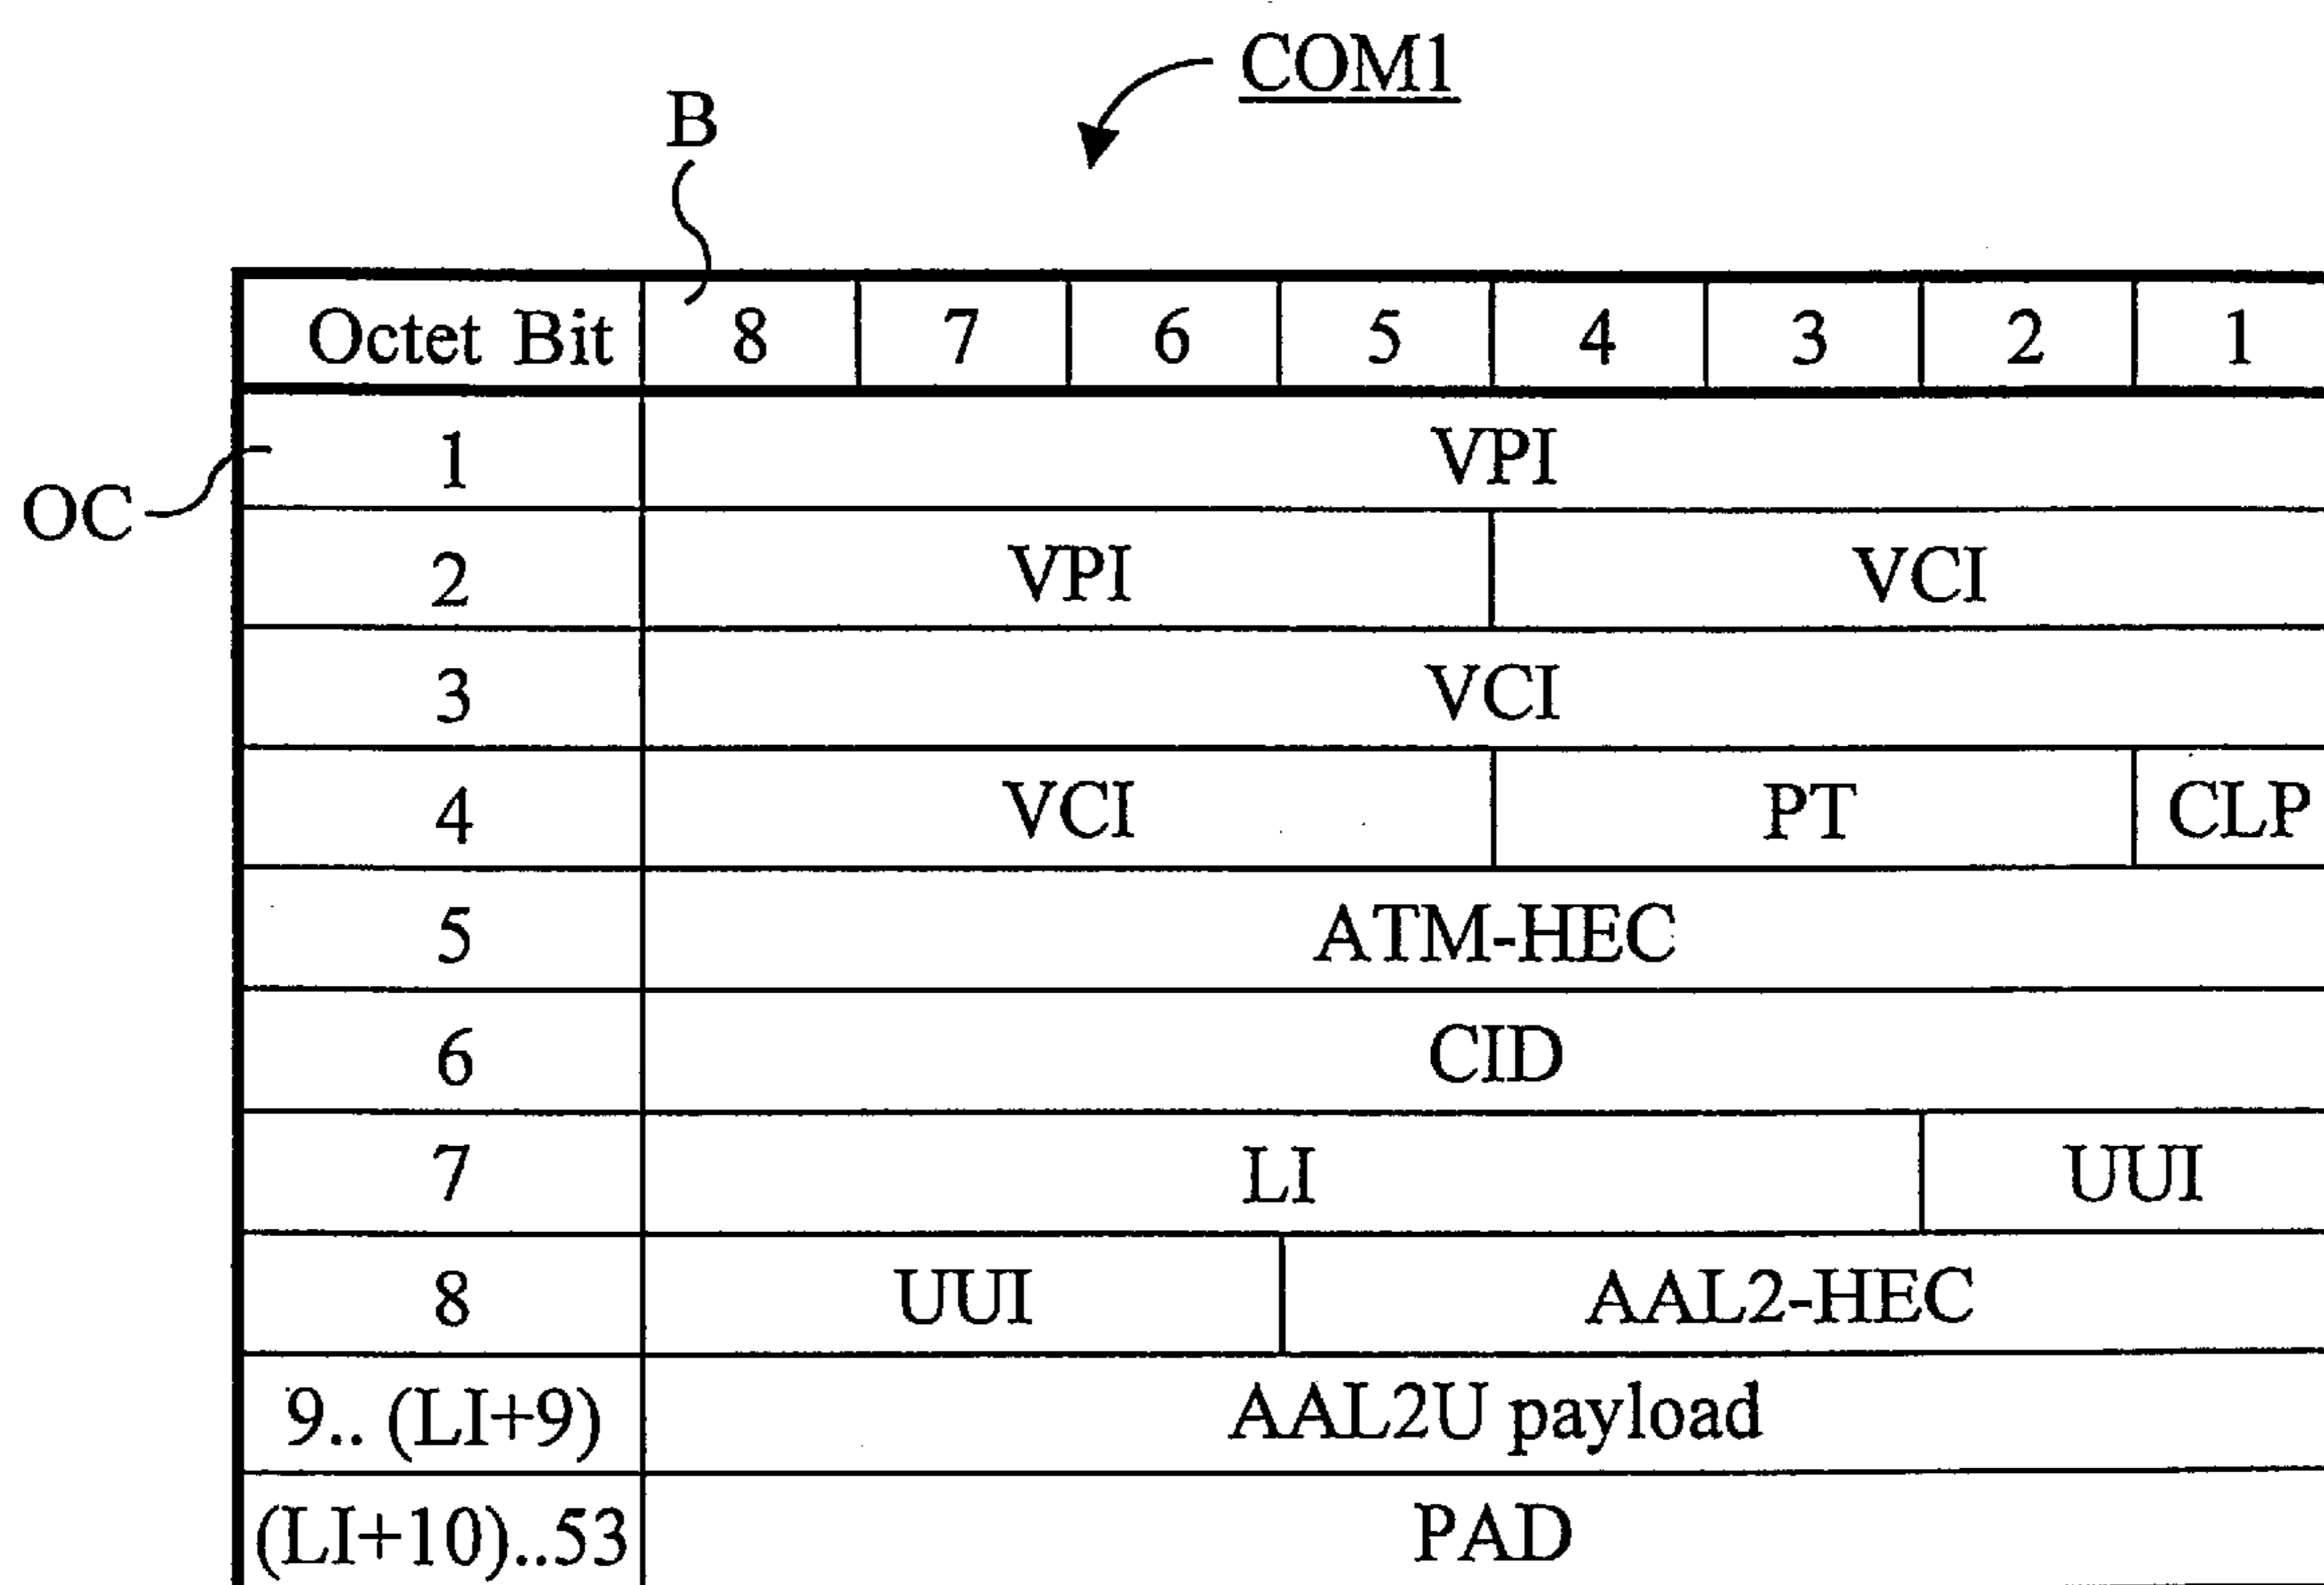 COM1
B
Octet Bit 8 7 6 5 4 3 2 1
OC
1 VPI
2 VPI VCI
3 VCI
4 VCI PT CLP
5 ATM-HEC
6 CID
7 LI UUI
8 UUI AAL2-HEC
9.. (LI+9) AAL2U payload
(LI+10)..53 PAD